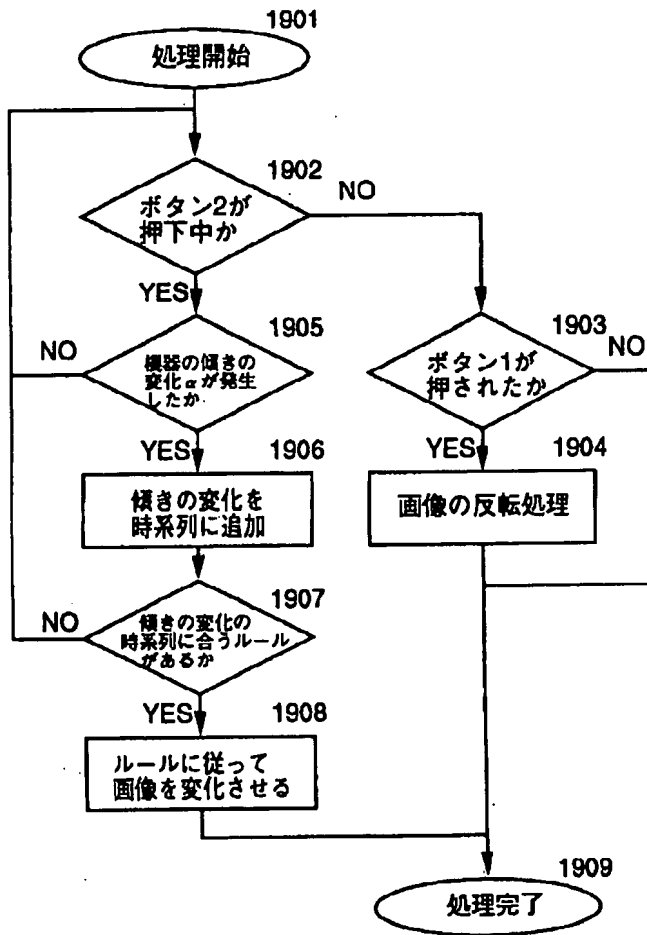 1901
処理開始
1902
ボタン2が
押下中か
NO
YES
1905
機器の傾きの
変化αが発生
したか
NO
YES
1903
ボタン1が
押されたか
NO
YES
1906
傾きの変化を
時系列に追加
1904
画像の反転処理
1907
傾きの変化の
時系列に合うルール
があるか
NO
YES
1908
ルールに従って
画像を変化させる
1909
処理完了